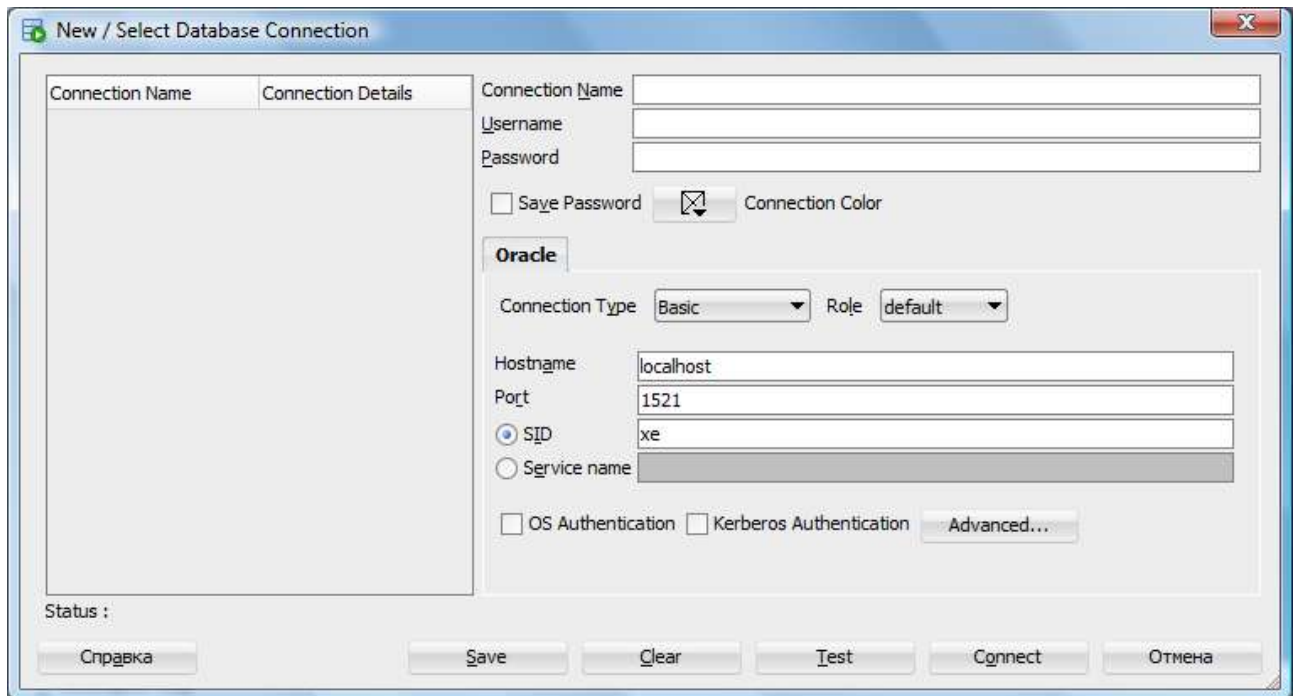 New / Select Database Connection
Connection Name Connection Details
Connection Name
Username
Password
Save Password Connection Color
Oracle
Connection Type Basic Role default
Hostname localhost
Port 1521
SID xe
Service name
OS Authentication Kerberos Authentication Advanced...
Status :
Справка Save Clear Test Connect Отмена